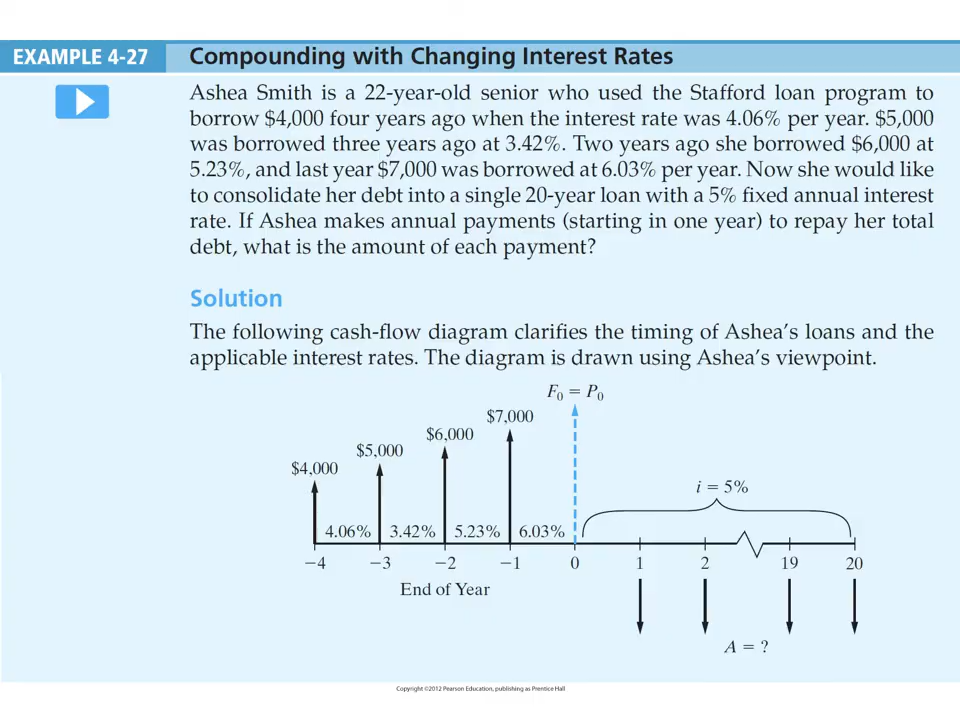 EXAMPLE 4-27 Compounding with Changing Interest Rates
Ashea Smith is a 22-year-old senior who used the Stafford loan program to
borrow $4,000 four years ago when the interest rate was 4.06% per year. $5,000
was borrowed three years ago at 3.42%. Two years ago she borrowed $6,000 at
5.23%, and last year $7,000 was borrowed at 6.03% per year. Now she would like
to consolidate her debt into a single 20-year loan with a 5% fixed annual interest
rate. If Ashea makes annual payments (starting in one year) to repay her total
debt, what is the amount of each payment?
Solution
The following cash-flow diagram clarifies the timing of Ashea's loans and the
applicable interest rates. The diagram is drawn using Ashea's viewpoint.
F₀ = P₀
$7,000
$6,000
$5,000
$4,000
i = 5%
4.06% 3.42% 5.23% 6.03%
−4 −3 −2 −1 0 1 2 19 20
End of Year
A = ?
Copyright ©2012 Pearson Education, publishing as Prentice Hall